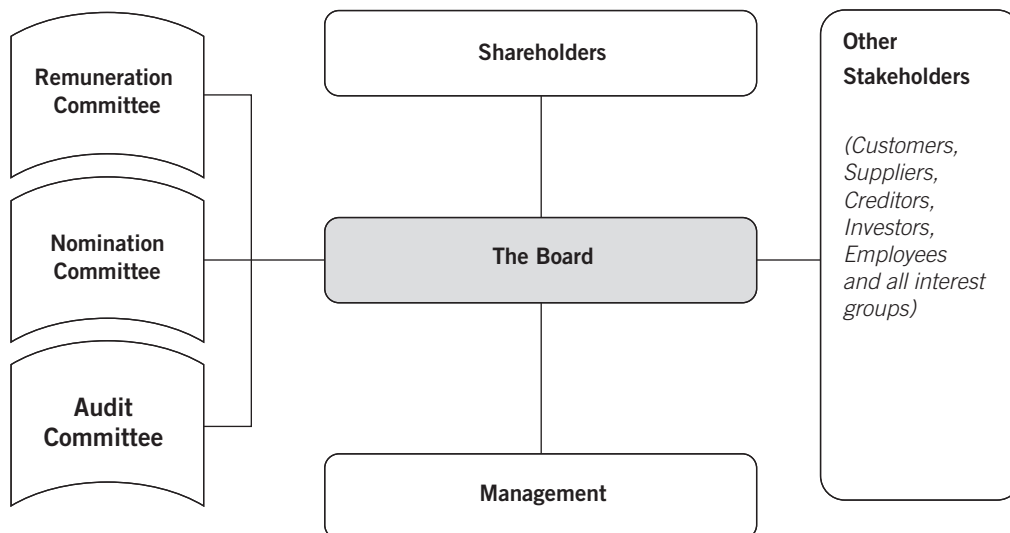 Remuneration
Committee
Nomination
Committee
Audit
Committee
Shareholders
The Board
Management
Other
Stakeholders
(Customers,
Suppliers,
Creditors,
Investors,
Employees
and all interest
groups)